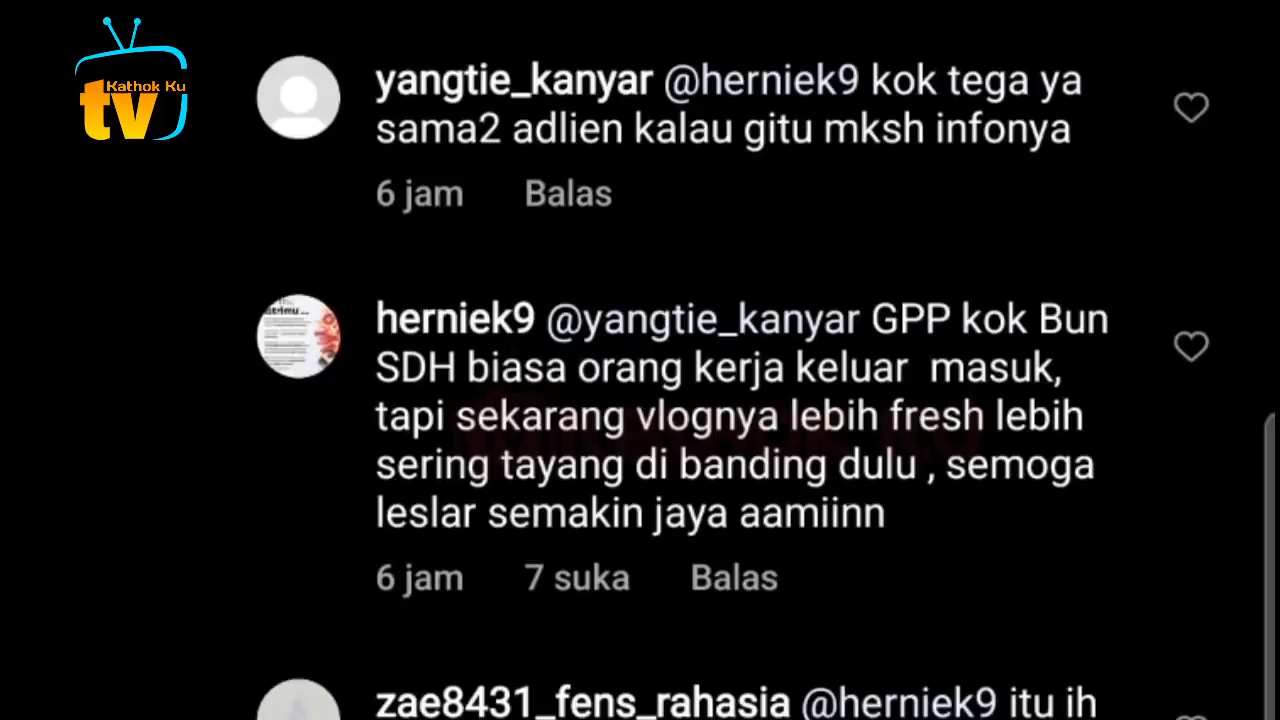 Kathok Ku
tv
yangtie_kanyar @herniek9 kok tega ya
sama2 adlien kalau gitu mksh infonya
6 jam Balas
herniek9 @yangtie_kanyar GPP kok Bun
SDH biasa orang kerja keluar masuk,
tapi sekarang vlognya lebih fresh lebih
sering tayang di banding dulu , semoga
leslar semakin jaya aamiinn
6 jam 7 suka Balas
zae8431_fens_rahasia @herniek9 itu ih